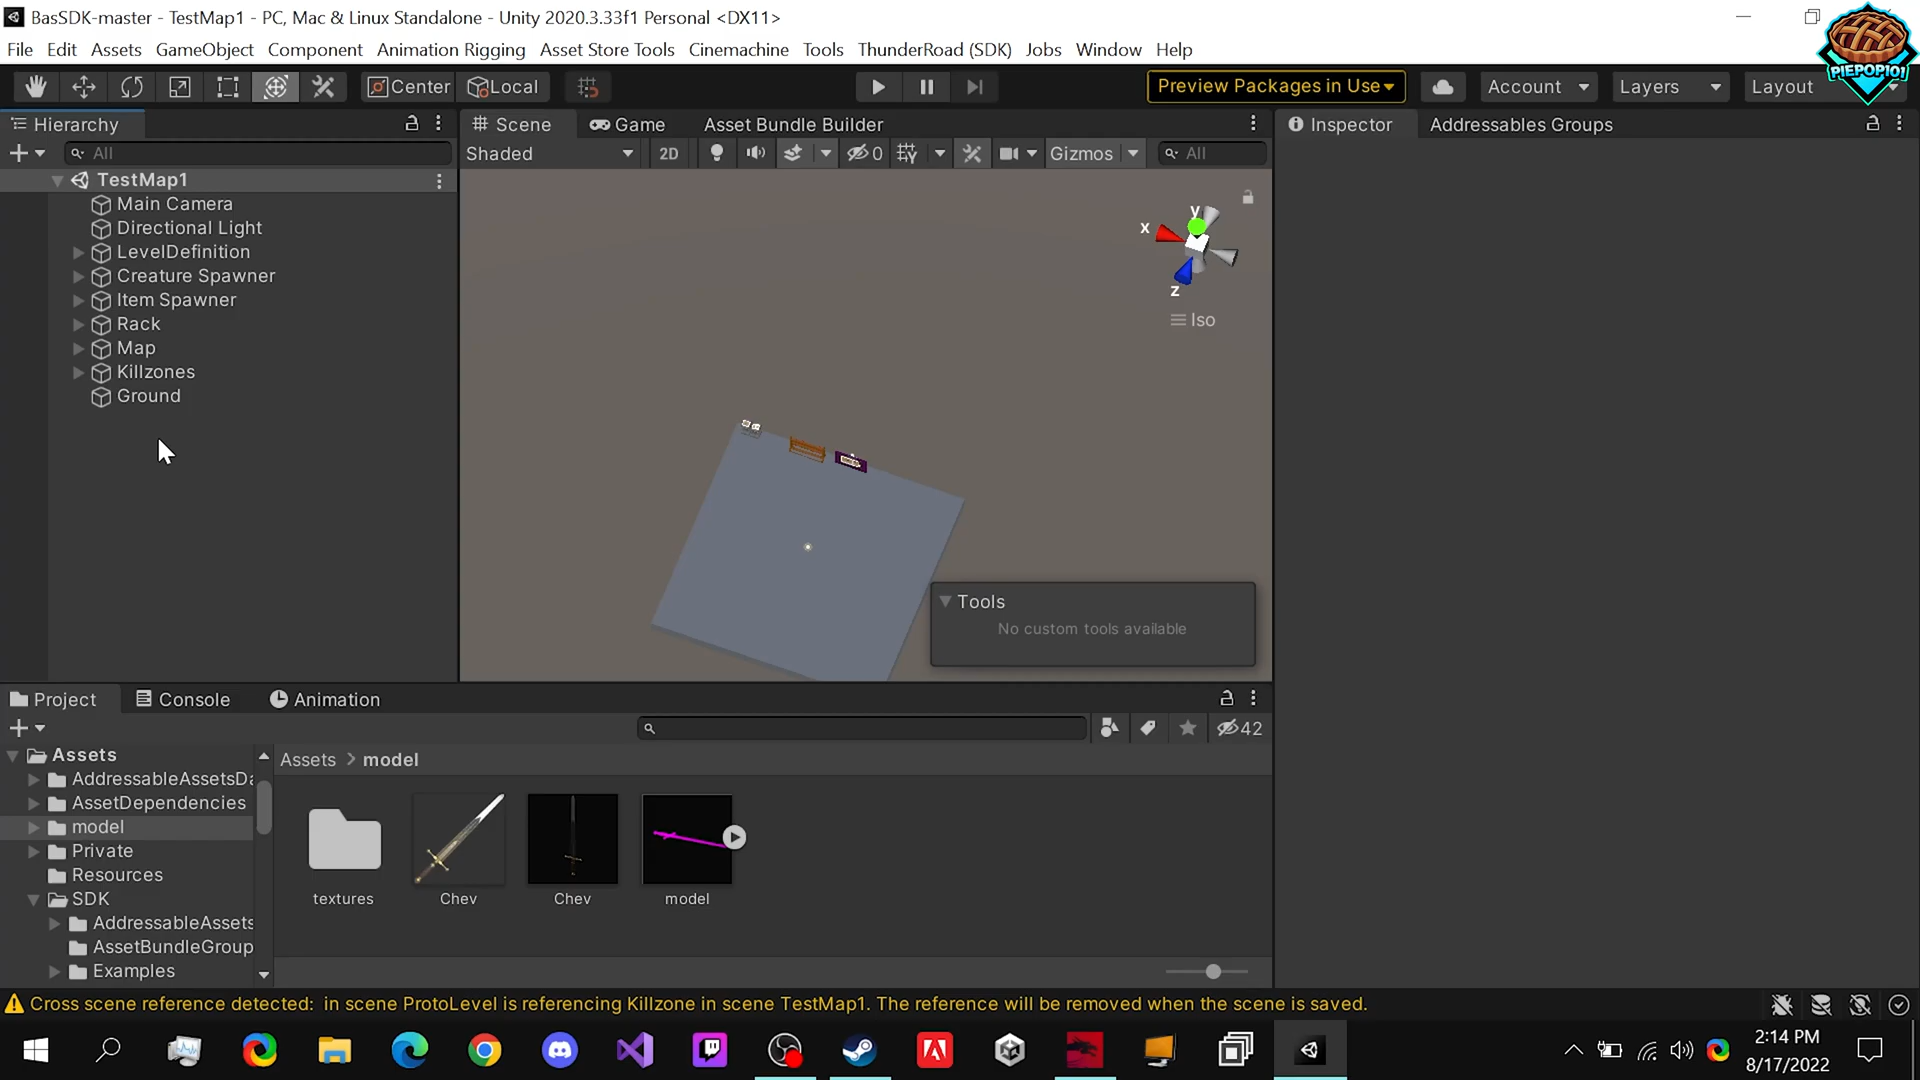 BasSDK-master - TestMap1 - PC, Mac & Linux Standalone - Unity 2020.3.33f1 Personal <DX11>
File Edit Assets GameObject Component Animation Rigging Asset Store Tools Cinemachine Tools ThunderRoad (SDK) Jobs Window Help
PIEPOPIO!
Center Local Preview Packages in Use Account Layers Layout
Hierarchy Scene Game Asset Bundle Builder Inspector Addressables Groups
All Shaded 2D 0 Gizmos All
TestMap1
Main Camera
Directional Light
LevelDefinition
Creature Spawner
Item Spawner
Rack
Map
Killzones
Ground
y
x
z
Iso
Tools
No custom tools available
Project Console Animation
42
Assets
Assets > model
AddressableAssetsDa
AssetDependencies
model
Private
Resources
SDK
AddressableAssets
AssetBundleGroup
Examples
textures Chev Chev model
Cross scene reference detected: in scene ProtoLevel is referencing Killzone in scene TestMap1. The reference will be removed when the scene is saved.
2:14 PM
8/17/2022